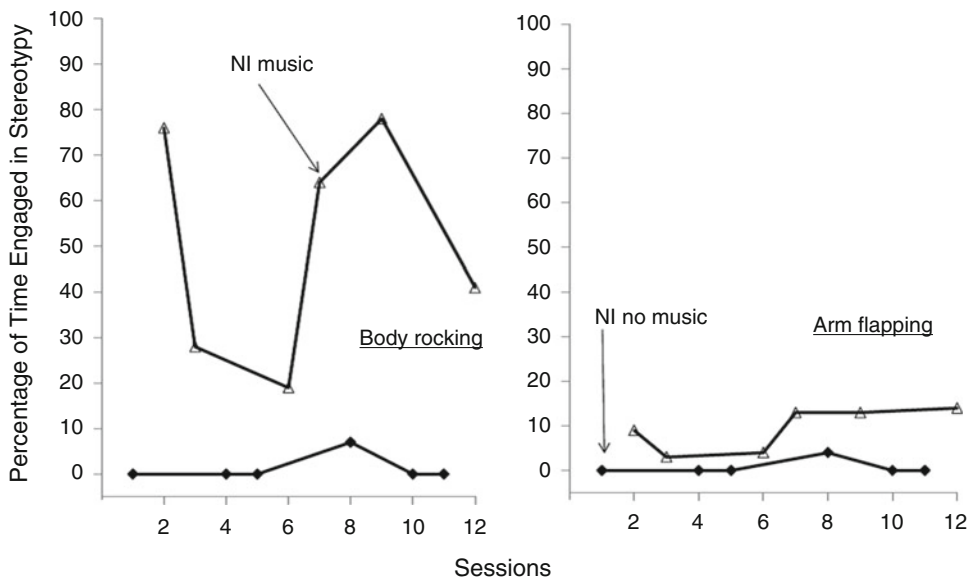 Percentage of Time Engaged in Stereotypy
100
90
80
70
60
50
40
30
20
10
0
NI music
Body rocking
2 4 6 8 10 12
100
90
80
70
60
50
40
30
20
10
0
NI no music
Arm flapping
2 4 6 8 10 12
Sessions